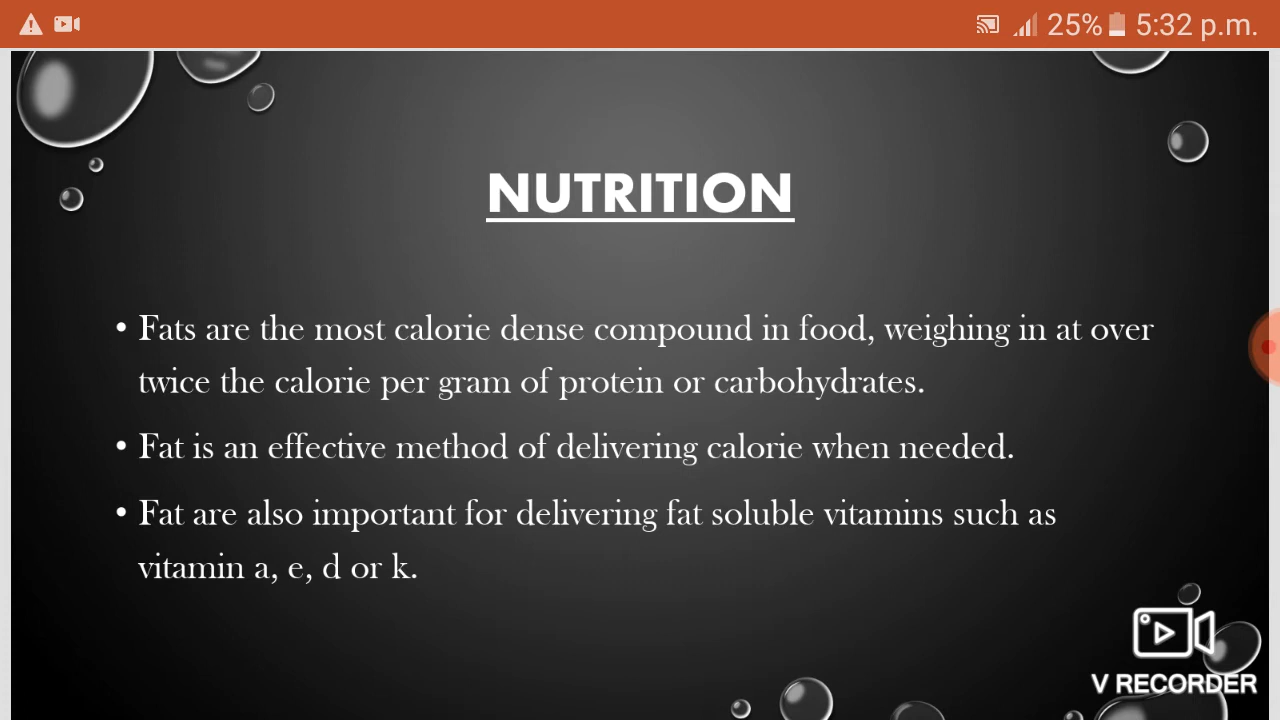 25% 5:32 p.m.
NUTRITION
• Fats are the most calorie dense compound in food, weighing in at over
twice the calorie per gram of protein or carbohydrates.
• Fat is an effective method of delivering calorie when needed.
• Fat are also important for delivering fat soluble vitamins such as
vitamin a, e, d or k.
V RECORDER